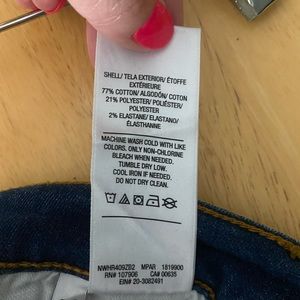 SHELL/ TELA EXTERIOR/ ÉTOFFE
EXTÉRIEURE
77% COTTON/ ALGODÓN/ COTON
21% POLYESTER/ POLIÉSTER/
POLYESTER
2% ELASTANE/ ELASTANO/
ÉLASTHANNE
MACHINE WASH COLD WITH LIKE
COLORS. ONLY NON-CHLORINE
BLEACH WHEN NEEDED.
TUMBLE DRY LOW.
COOL IRON IF NEEDED.
DO NOT DRY CLEAN.
NWHR409ZB2 MPAR 1819900
RN# 107906 CA# 00635
EIN# 20-3082491